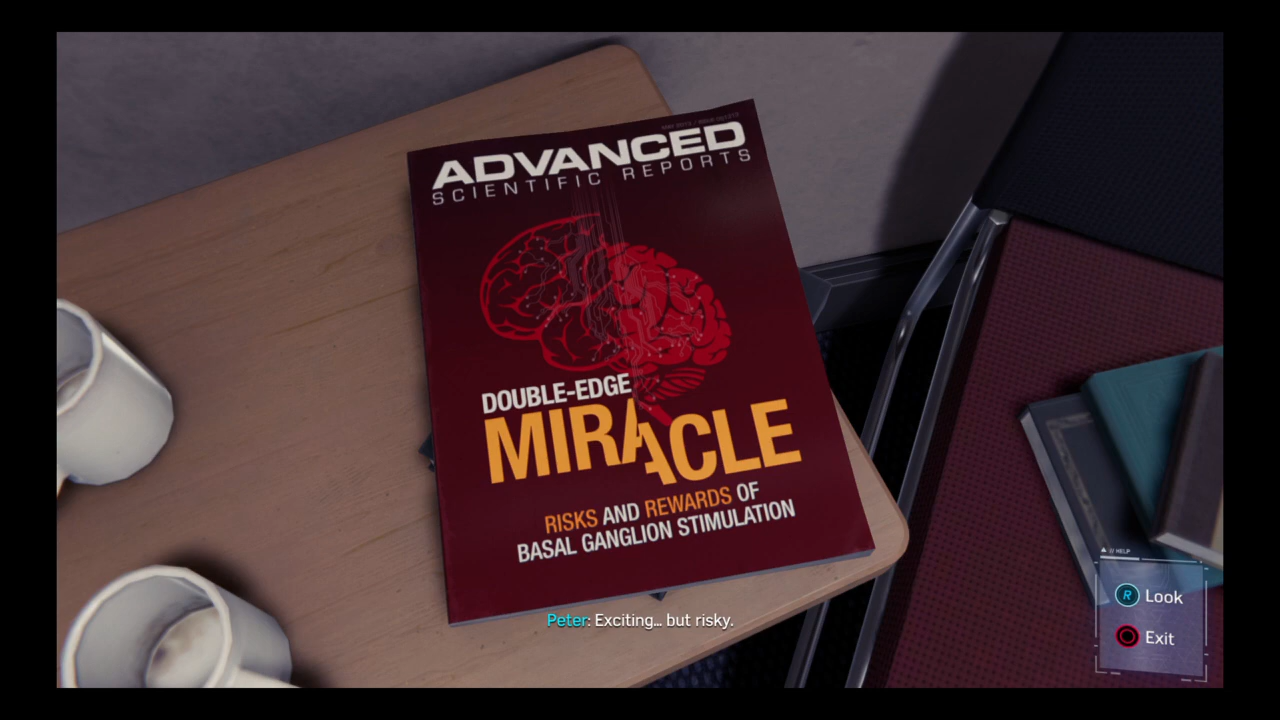 ADVANCED
SCIENTIFIC REPORTS
DOUBLE-EDGE
MIRACLE
RISKS AND REWARDS OF
BASAL GANGLION STIMULATION
Peter: Exciting... but risky.
// HELP
R Look
Exit